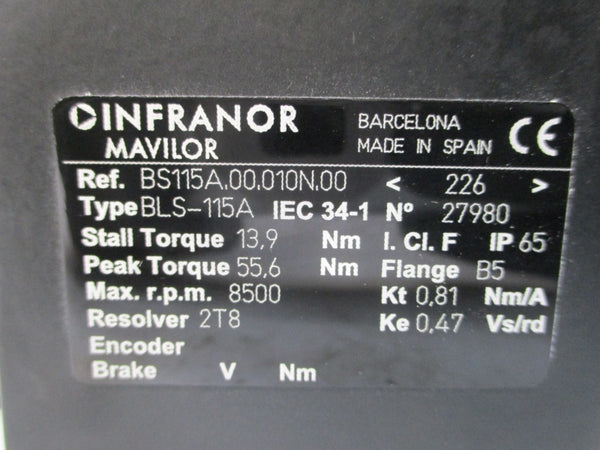 INFRANOR BARCELONA CE
MAVILOR MADE IN SPAIN
Ref. BS115A.00.010N.00 < 226 >
Type BLS-115A IEC 34-1 Nº 27980
Stall Torque 13,9 Nm I. Cl. F IP 65
Peak Torque 55,6 Nm Flange B5
Max. r.p.m. 8500 Kt 0,81 Nm/A
Resolver 2T8 Ke 0,47 Vs/rd
Encoder
Brake V Nm